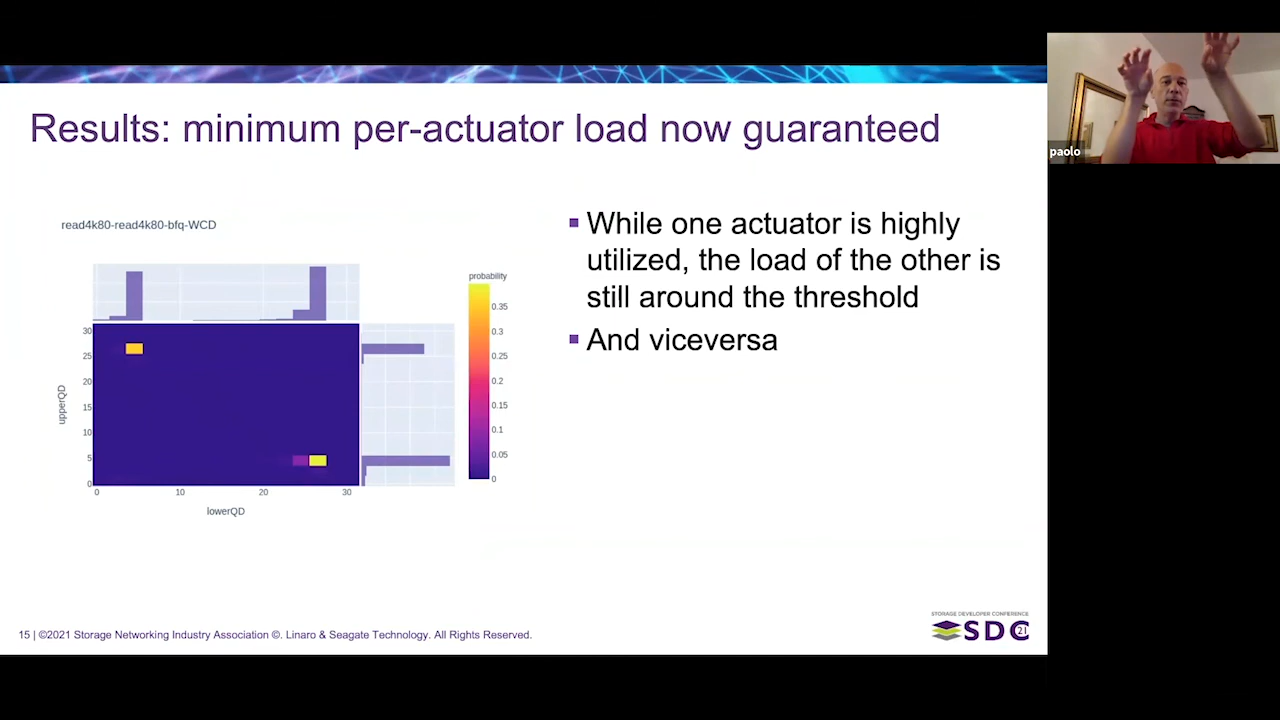 Results: minimum per-actuator load now guaranteed
paolo
read4k80-read4k80-bfq-WCD
While one actuator is highly
utilized, the load of the other is
still around the threshold
And viceversa
probability
0.35
0.3
0.25
0.2
0.15
0.1
0.05
0
30
25
20
15
10
5
0
upperQD
0 10 20 30
lowerQD
15 | ©2021 Storage Networking Industry Association ©. Linaro & Seagate Technology. All Rights Reserved.
STORAGE DEVELOPER CONFERENCE
SDC
21